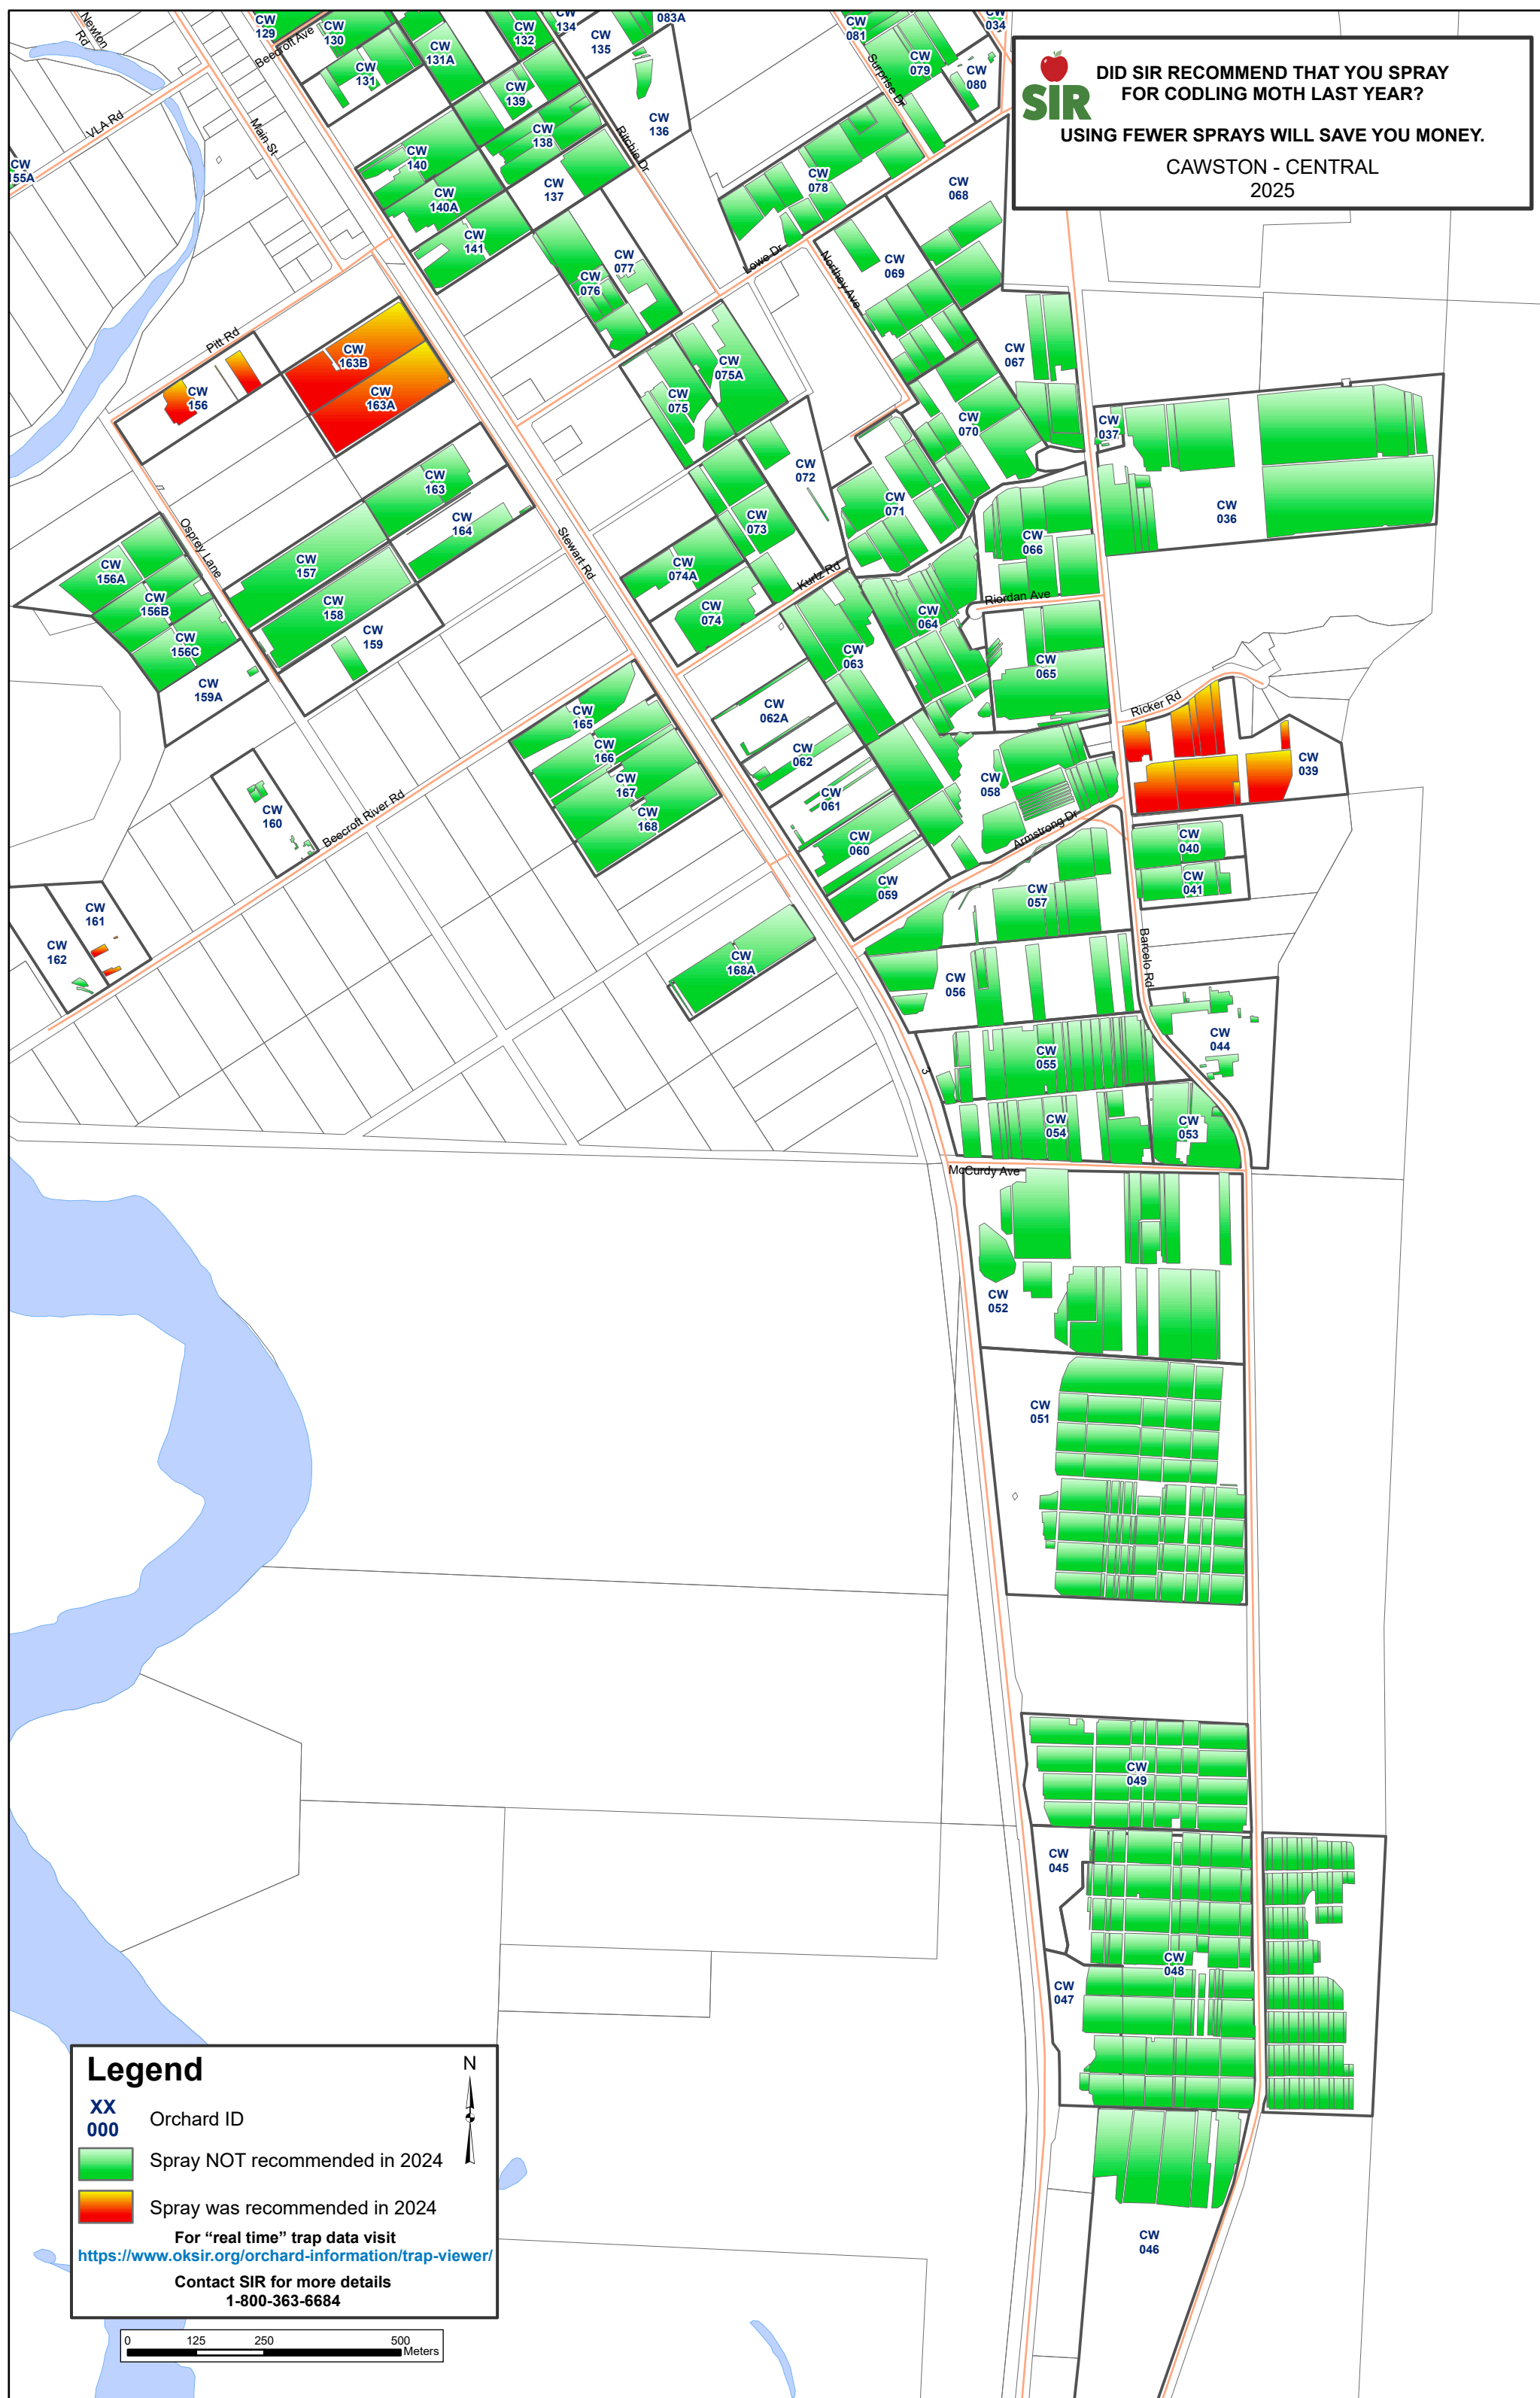 CW
129
CW
130
CW
131
CW
131A
CW
132
CW
134
CW
135
083A
CW
136
CW
081
CW
079
CW
080
CW
034
SIR
DID SIR RECOMMEND THAT YOU SPRAY
FOR CODLING MOTH LAST YEAR?
USING FEWER SPRAYS WILL SAVE YOU MONEY.
CAWSTON - CENTRAL
2025
Newton
Rd
Beecroft Ave
VLA Rd
Main St
Ritchie Dr
Surprise Dr
CW
155A
CW
139
CW
138
CW
140
CW
140A
CW
137
CW
141
CW
078
CW
068
CW
077
CW
076
Lowe Dr
Northey Ave
CW
069
CW
067
Pitt Rd
CW
163B
CW
163A
CW
156
CW
075A
CW
075
CW
070
CW
037
CW
036
CW
072
CW
071
CW
073
CW
163
CW
164
CW
157
CW
158
CW
159
Osprey Lane
Stewart Rd
CW
156A
CW
156B
CW
156C
CW
159A
CW
074A
CW
074
Kurtz Rd
CW
066
Riordan Ave
CW
064
CW
065
CW
063
CW
062A
CW
062
CW
061
CW
060
CW
059
CW
058
Armstrong Dr
Ricker Rd
CW
039
CW
040
CW
041
CW
165
CW
166
CW
167
CW
168
CW
160
Beecroft River Rd
CW
161
CW
162
CW
168A
CW
057
CW
056
Barcelo Rd
CW
044
CW
055
3
CW
054
CW
053
McCurdy Ave
CW
052
CW
051
CW
049
CW
045
CW
048
CW
047
CW
046
Legend
N
XX
000
Orchard ID
Spray NOT recommended in 2024
Spray was recommended in 2024
For “real time” trap data visit
https://www.oksir.org/orchard-information/trap-viewer/
Contact SIR for more details
1-800-363-6684
0 125 250 500
Meters